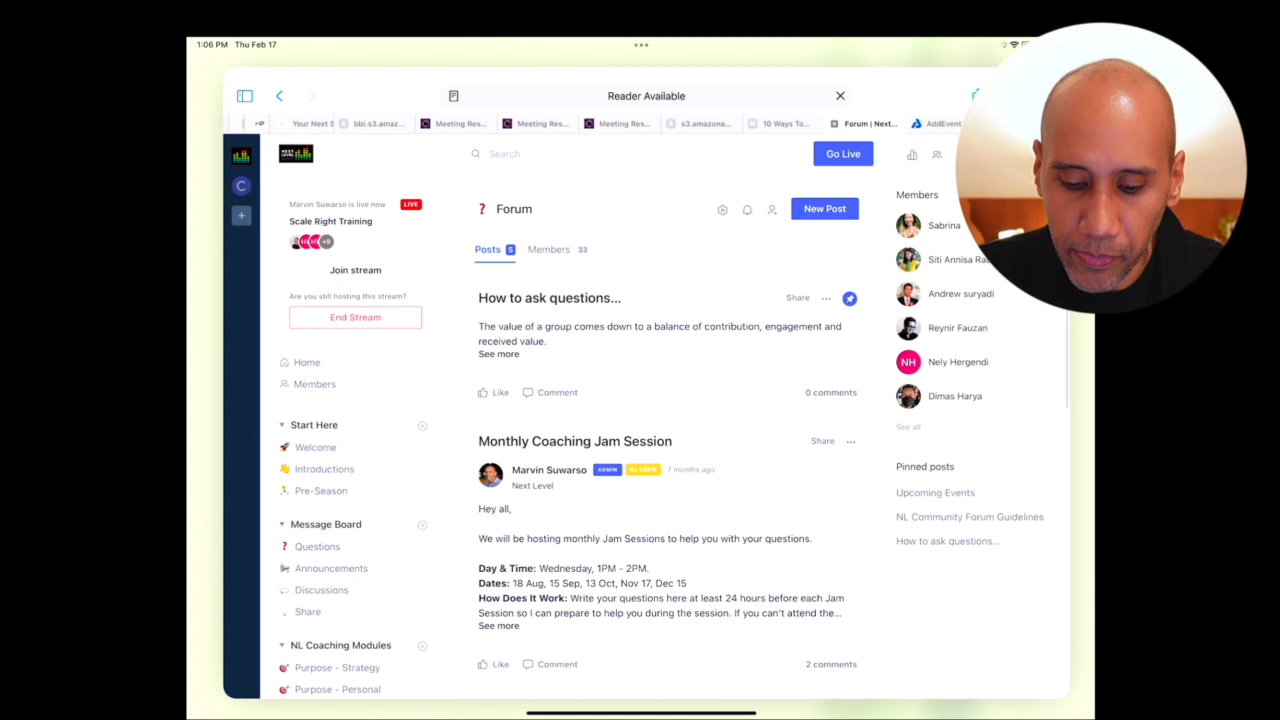 1:06 PM Thu Feb 17
Reader Available
HP
Your Next
bbi.s3.amaz...
Meeting Res...
Meeting Res...
Meeting Res...
s3.amazona...
10 Ways To...
Forum | Next...
AddEvent
NEXT LEVEL
Search
Go Live
C
+
Marvin Suwarso is live now LIVE
Scale Right Training
+9
Join stream
Are you still hosting this stream?
End Stream
Home
Members
Start Here
Welcome
Introductions
Pre-Season
Message Board
Questions
Announcements
Discussions
Share
NL Coaching Modules
Purpose - Strategy
Purpose - Personal
Forum
New Post
Posts 5 Members 33
How to ask questions...
Share
The value of a group comes down to a balance of contribution, engagement and
received value.
See more
Like Comment 0 comments
Monthly Coaching Jam Session
Share
Marvin Suwarso ADMIN NL CREW 7 months ago
Next Level
Hey all,
We will be hosting monthly Jam Sessions to help you with your questions.
Day & Time: Wednesday, 1PM - 2PM.
Dates: 18 Aug, 15 Sep, 13 Oct, Nov 17, Dec 15
How Does It Work: Write your questions here at least 24 hours before each Jam
Session so I can prepare to help you during the session. If you can't attend the...
See more
Like Comment 2 comments
Members
Sabrina
Siti Annisa
Andrew suryadi
Reynir Fauzan
NH Nely Hergendi
Dimas Harya
See all
Pinned posts
Upcoming Events
NL Community Forum Guidelines
How to ask questions...